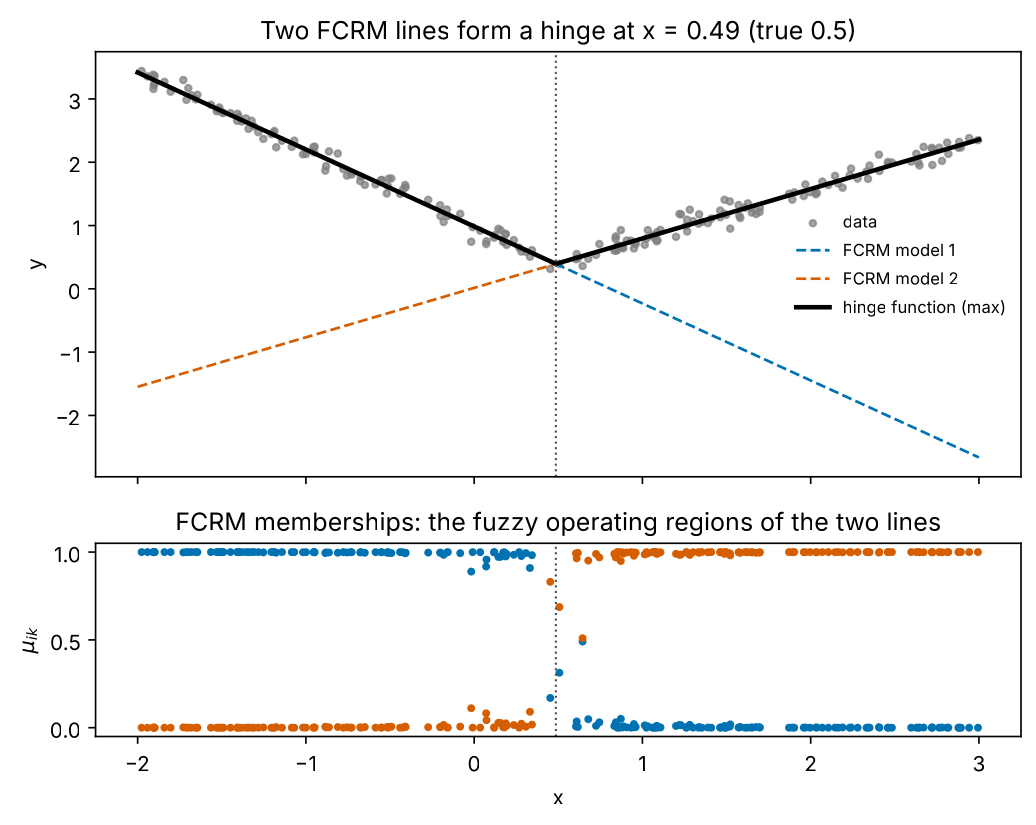 Two FCRM lines form a hinge at x = 0.49 (true 0.5)
3
2
1
0
−1
−2
y
data
FCRM model 1
FCRM model 2
hinge function (max)
FCRM memberships: the fuzzy operating regions of the two lines
1.0
0.5
0.0
μik
−2
−1
0
1
2
3
x